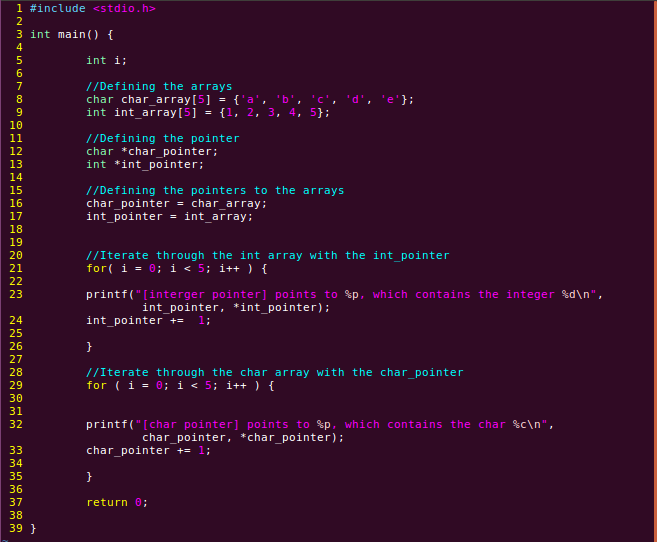 1 #include <stdio.h>
2
3 int main() {
4
5 int i;
6
7 //Defining the arrays
8 char char_array[5] = {'a', 'b', 'c', 'd', 'e'};
9 int int_array[5] = {1, 2, 3, 4, 5};
10
11 //Defining the pointer
12 char *char_pointer;
13 int *int_pointer;
14
15 //Defining the pointers to the arrays
16 char_pointer = char_array;
17 int_pointer = int_array;
18
19
20 //Iterate through the int array with the int_pointer
21 for( i = 0; i < 5; i++ ) {
22
23 printf("[interger pointer] points to %p, which contains the integer %d\n",
int_pointer, *int_pointer);
24 int_pointer += 1;
25
26 }
27
28 //Iterate through the char array with the char_pointer
29 for ( i = 0; i < 5; i++ ) {
30
31
32 printf("[char pointer] points to %p, which contains the char %c\n",
char_pointer, *char_pointer);
33 char_pointer += 1;
34
35 }
36
37 return 0;
38
39 }
~